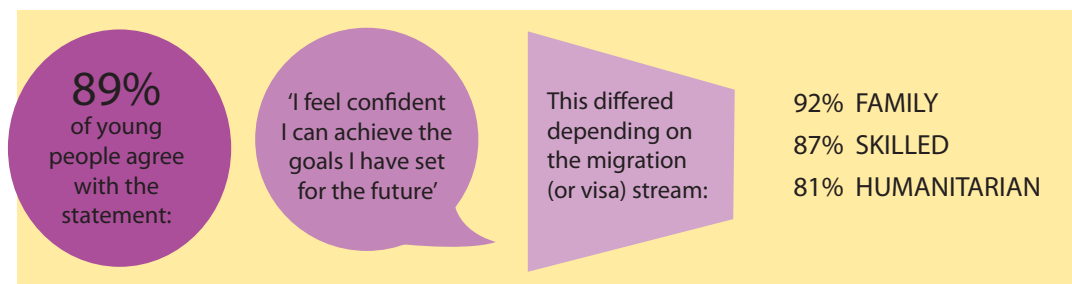 89%
of young
people agree
with the
statement:
‘I feel confident
I can achieve the
goals I have set
for the future’
This differed
depending on
the migration
(or visa) stream:
92% FAMILY
87% SKILLED
81% HUMANITARIAN